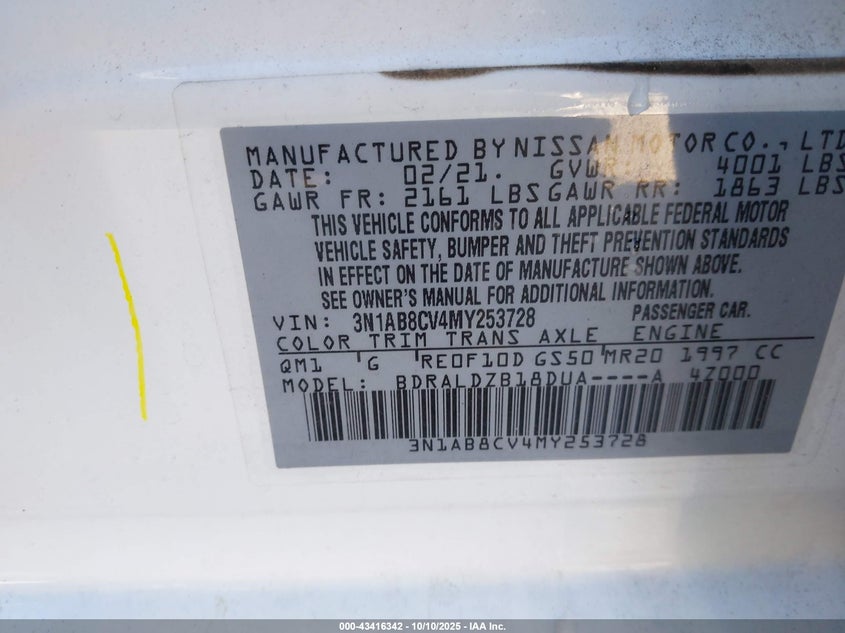 MANUFACTURED BY NISSAN MOTOR CO., LTD
DATE: 02/21. GVWR 4001 LBS
GAWR FR: 2161 LBS GAWR RR: 1863 LBS
THIS VEHICLE CONFORMS TO ALL APPLICABLE FEDERAL MOTOR
VEHICLE SAFETY, BUMPER AND THEFT PREVENTION STANDARDS
IN EFFECT ON THE DATE OF MANUFACTURE SHOWN ABOVE.
SEE OWNER'S MANUAL FOR ADDITIONAL INFORMATION.
VIN: 3N1AB8CV4MY253728 PASSENGER CAR.
COLOR TRIM TRANS AXLE ENGINE
QM1 G RE0F10D GS50 MR20 1997 CC
MODEL: BDRALDZB18DUA----A 4Z000
3N1AB8CV4MY253728
000-43416342 - 10/10/2025 - IAA Inc.